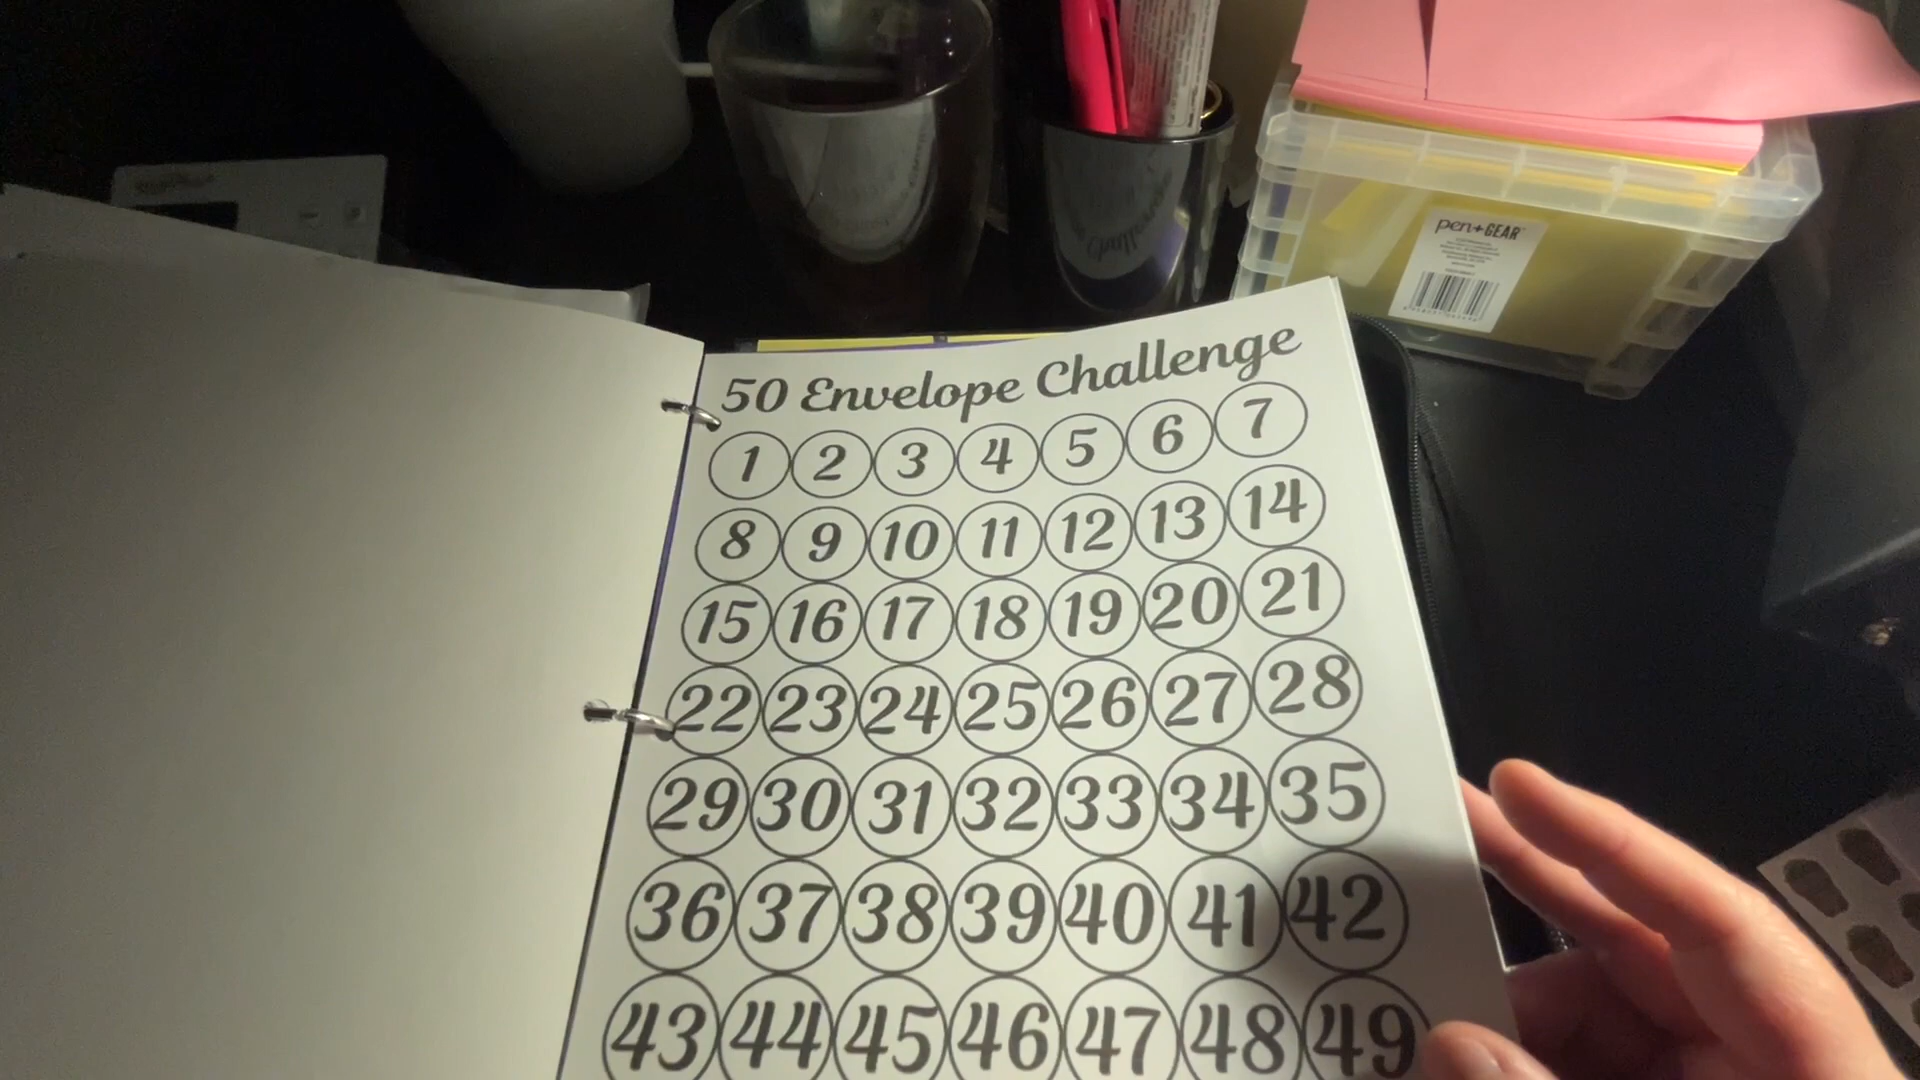 pen+GEAR™
50 Envelope Challenge
1 2 3 4 5 6 7
8 9 10 11 12 13 14
15 16 17 18 19 20 21
22 23 24 25 26 27 28
29 30 31 32 33 34 35
36 37 38 39 40 41 42
43 44 45 46 47 48 49